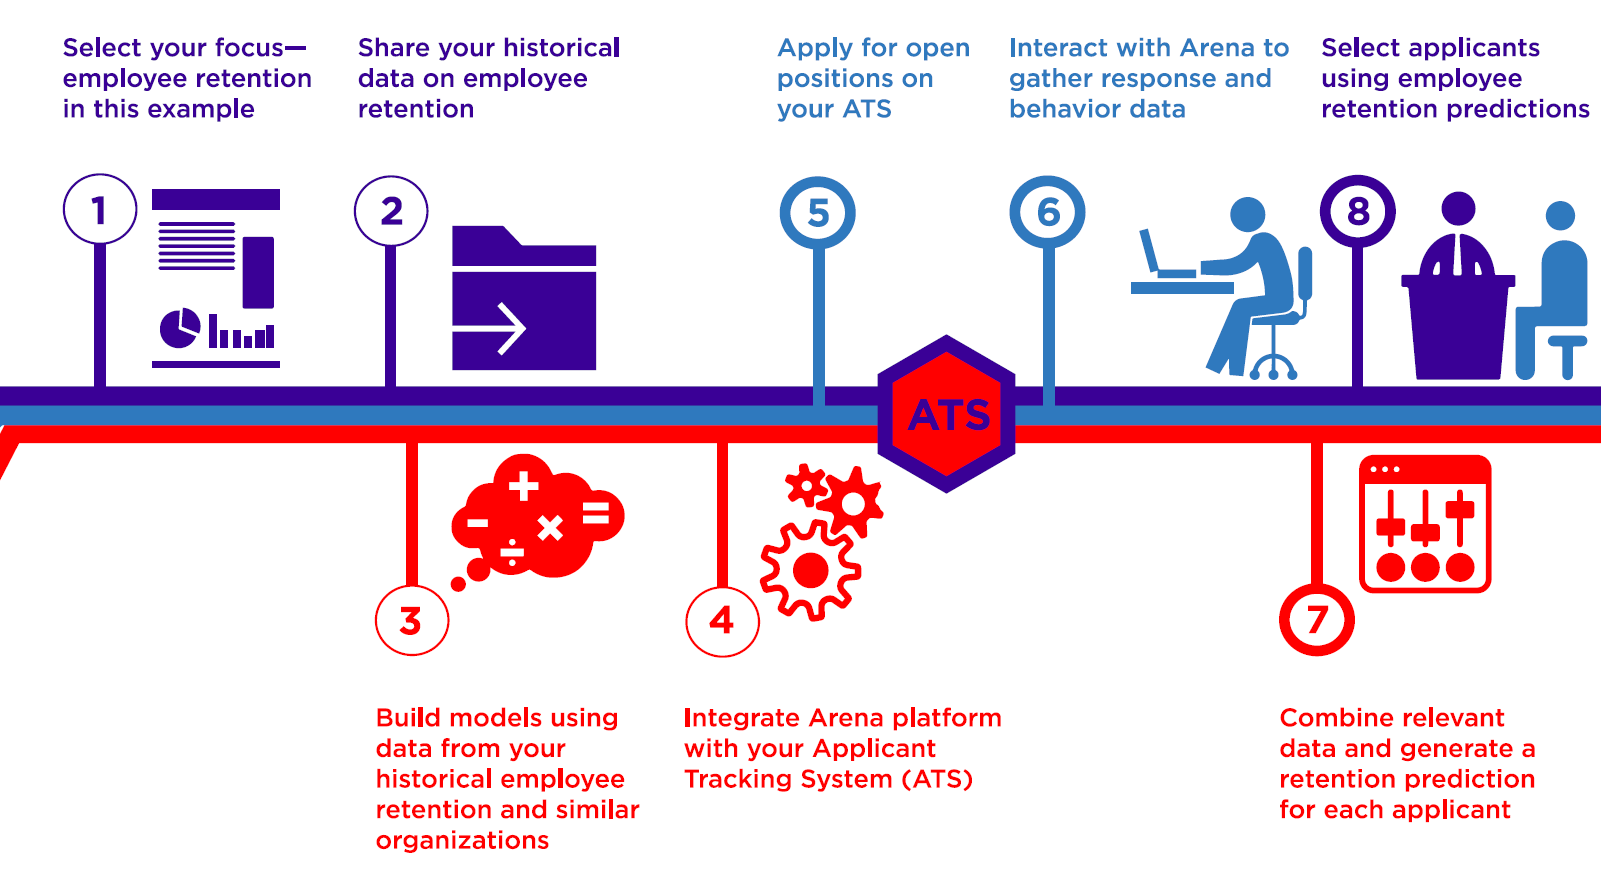 Select your focus—
employee retention
in this example
1
Share your historical
data on employee
retention
2
3
Build models using
data from your
historical employee
retention and similar
organizations
4
Integrate Arena platform
with your Applicant
Tracking System (ATS)
Apply for open
positions on
your ATS
5
ATS
Interact with Arena to
gather response and
behavior data
6
7
Combine relevant
data and generate a
retention prediction
for each applicant
Select applicants
using employee
retention predictions
8